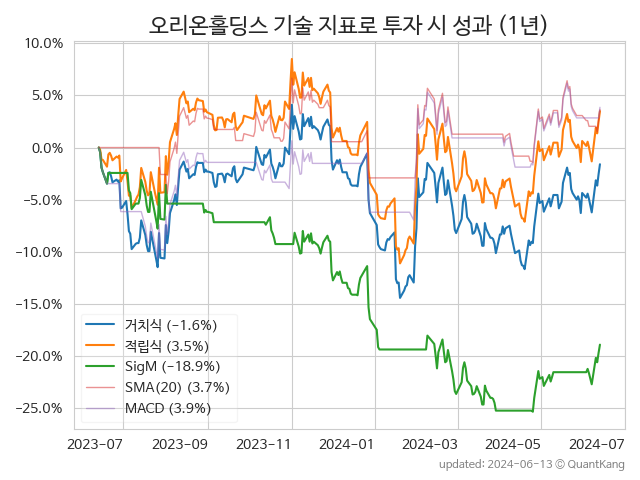 오리온홀딩스 기술 지표로 투자 시 성과 (1년)
10.0%
5.0%
0.0%
−5.0%
−10.0%
−15.0%
−20.0%
−25.0%
거치식 (−1.6%)
적립식 (3.5%)
SigM (−18.9%)
SMA(20) (3.7%)
MACD (3.9%)
2023-07 2023-09 2023-11 2024-01 2024-03 2024-05 2024-07
updated: 2024-06-13 ⓒ QuantKang